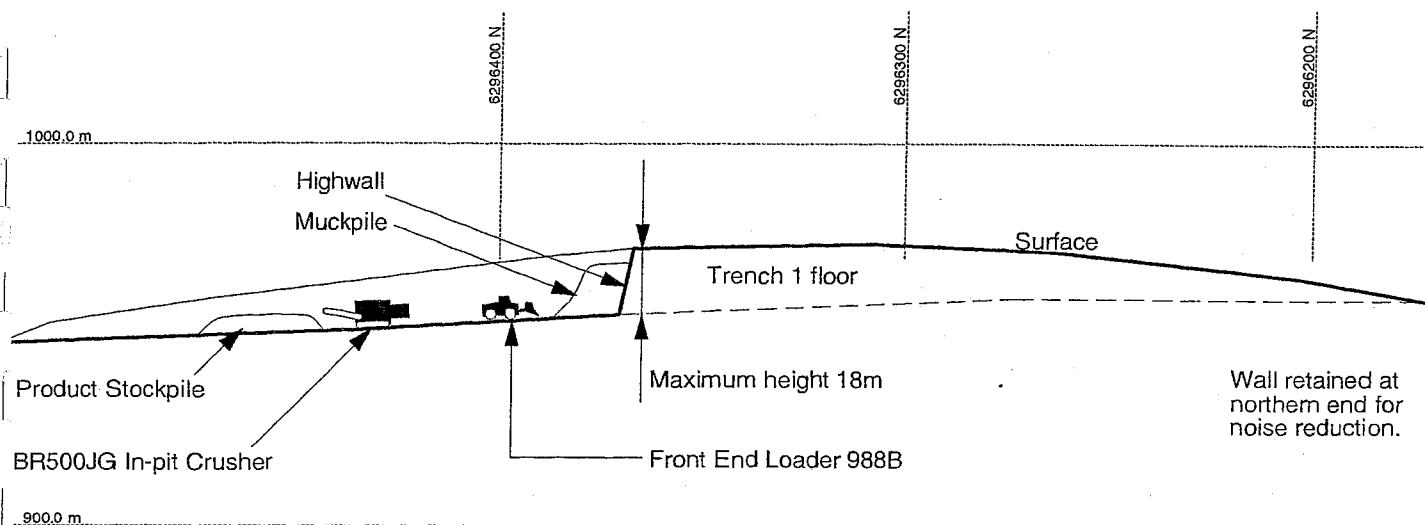 6296400 N
6296300 N
6296200 N
1000.0 m
Highwall
Muckpile
Surface
Trench 1 floor
Product Stockpile
Maximum height 18m
Wall retained at
northern end for
noise reduction.
BR500JG In-pit Crusher
Front End Loader 988B
900.0 m